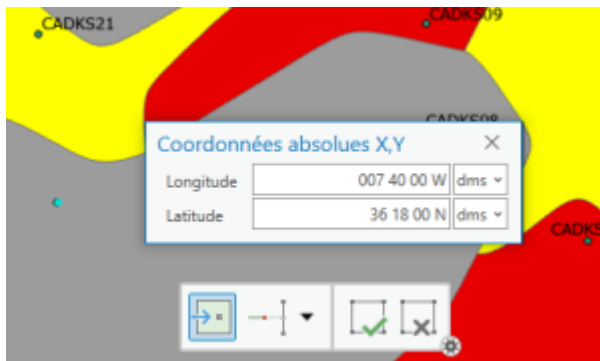 CADKS21
CADKS09
CADKS08
Coordonnées absolues X,Y
Longitude 007 40 00 W dms
Latitude 36 18 00 N dms
CADKS